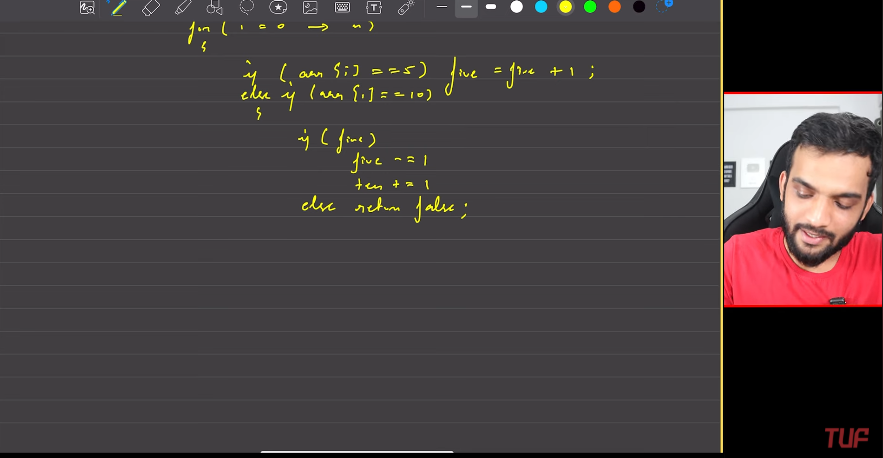 for ( i = 0 → n)
{
if (arr[i] == 5) five = five + 1 ;
else if (arr[i] == 10)
{
if ( five)
five -= 1
ten += 1
else return false;
TUF